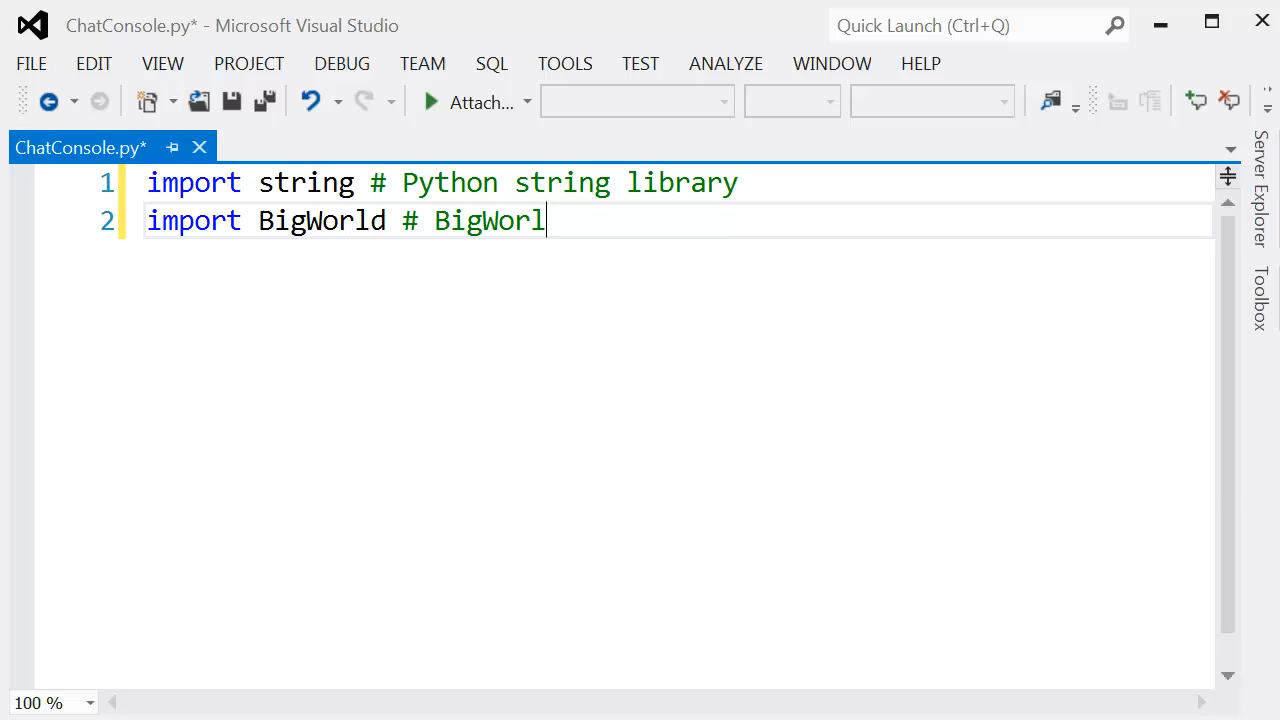 ChatConsole.py* - Microsoft Visual Studio
Quick Launch (Ctrl+Q)
FILE EDIT VIEW PROJECT DEBUG TEAM SQL TOOLS TEST ANALYZE WINDOW HELP
Attach...
ChatConsole.py*
1 import string # Python string library
2 import BigWorld # BigWorl
Server Explorer
Toolbox
100 %